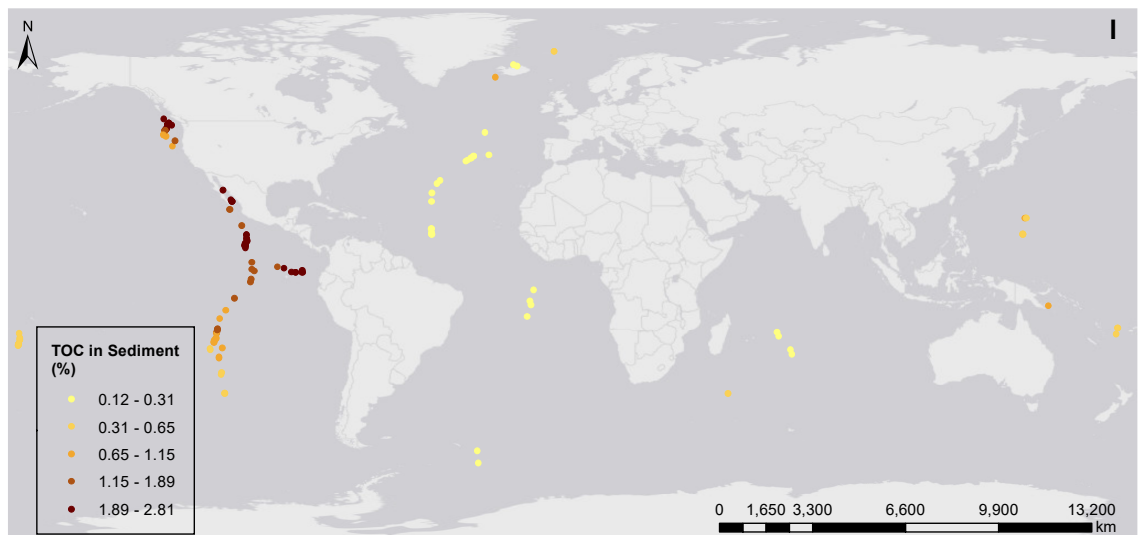 N
I
TOC in Sediment
(%)
0.12 - 0.31
0.31 - 0.65
0.65 - 1.15
1.15 - 1.89
1.89 - 2.81
0 1,650 3,300 6,600 9,900 13,200
km